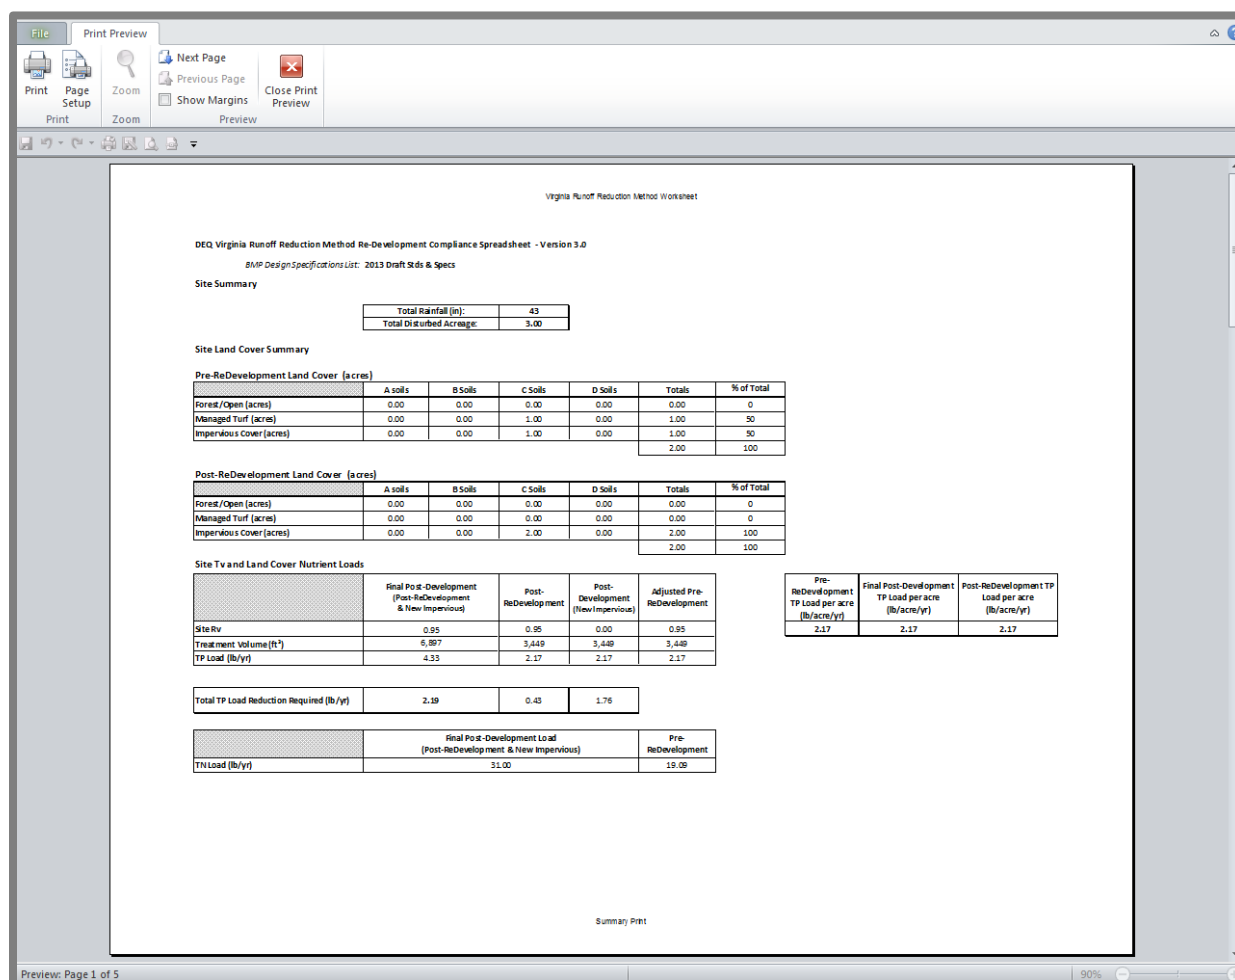 File Print Preview
Print Page Setup Zoom Next Page Previous Page Show Margins Close Print Preview
Print Zoom Preview
Virginia Runoff Reduction Method Worksheet
DEQ Virginia Runoff Reduction Method Re-Development Compliance Spreadsheet - Version 3.0
BMP Design Specifications List: 2013 Draft Stds & Specs
Site Summary
Total Rainfall (in): 43
Total Disturbed Acreage: 3.00
Site Land Cover Summary
Pre-ReDevelopment Land Cover (acres)
A soils B Soils C Soils D Soils Totals % of Total
Forest/Open (acres) 0.00 0.00 0.00 0.00 0.00 0
Managed Turf (acres) 0.00 0.00 1.00 0.00 1.00 50
Impervious Cover (acres) 0.00 0.00 1.00 0.00 1.00 50
2.00 100
Post-ReDevelopment Land Cover (acres)
A soils B Soils C Soils D Soils Totals % of Total
Forest/Open (acres) 0.00 0.00 0.00 0.00 0.00 0
Managed Turf (acres) 0.00 0.00 0.00 0.00 0.00 0
Impervious Cover (acres) 0.00 0.00 2.00 0.00 2.00 100
2.00 100
Site Tv and Land Cover Nutrient Loads
Final Post-Development (Post-ReDevelopment & New Impervious) Post-ReDevelopment Post-Development (New Impervious) Adjusted Pre-ReDevelopment
Site Rv 0.95 0.95 0.00 0.95
Treatment Volume (ft³) 6,897 3,449 3,449 3,449
TP Load (lb/yr) 4.33 2.17 2.17 2.17
Pre-ReDevelopment TP Load per acre (lb/acre/yr) Final Post-Development TP Load per acre (lb/acre/yr) Post-ReDevelopment TP Load per acre (lb/acre/yr)
2.17 2.17 2.17
Total TP Load Reduction Required (lb/yr) 2.19 0.43 1.76
Final Post-Development Load (Post-ReDevelopment & New Impervious) Pre-ReDevelopment
TN Load (lb/yr) 31.00 19.09
Summary Print
Preview: Page 1 of 5 90%